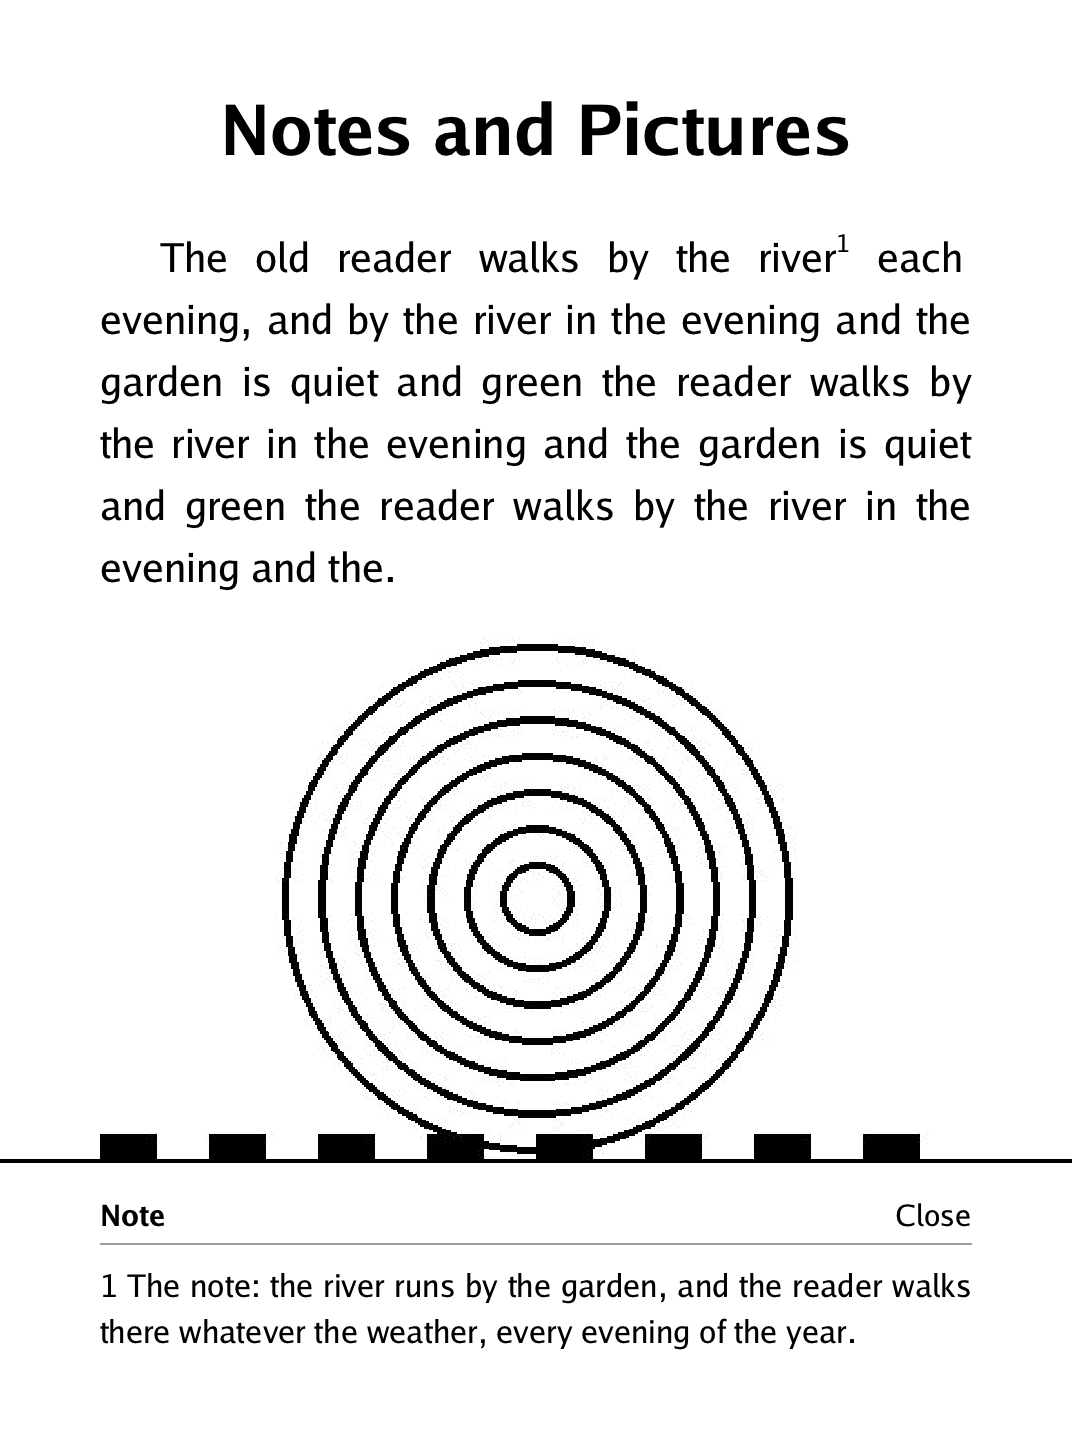 Notes and Pictures
The old reader walks by the river¹ each
evening, and by the river in the evening and the
garden is quiet and green the reader walks by
the river in the evening and the garden is quiet
and green the reader walks by the river in the
evening and the.
Note
Close
1 The note: the river runs by the garden, and the reader walks
there whatever the weather, every evening of the year.